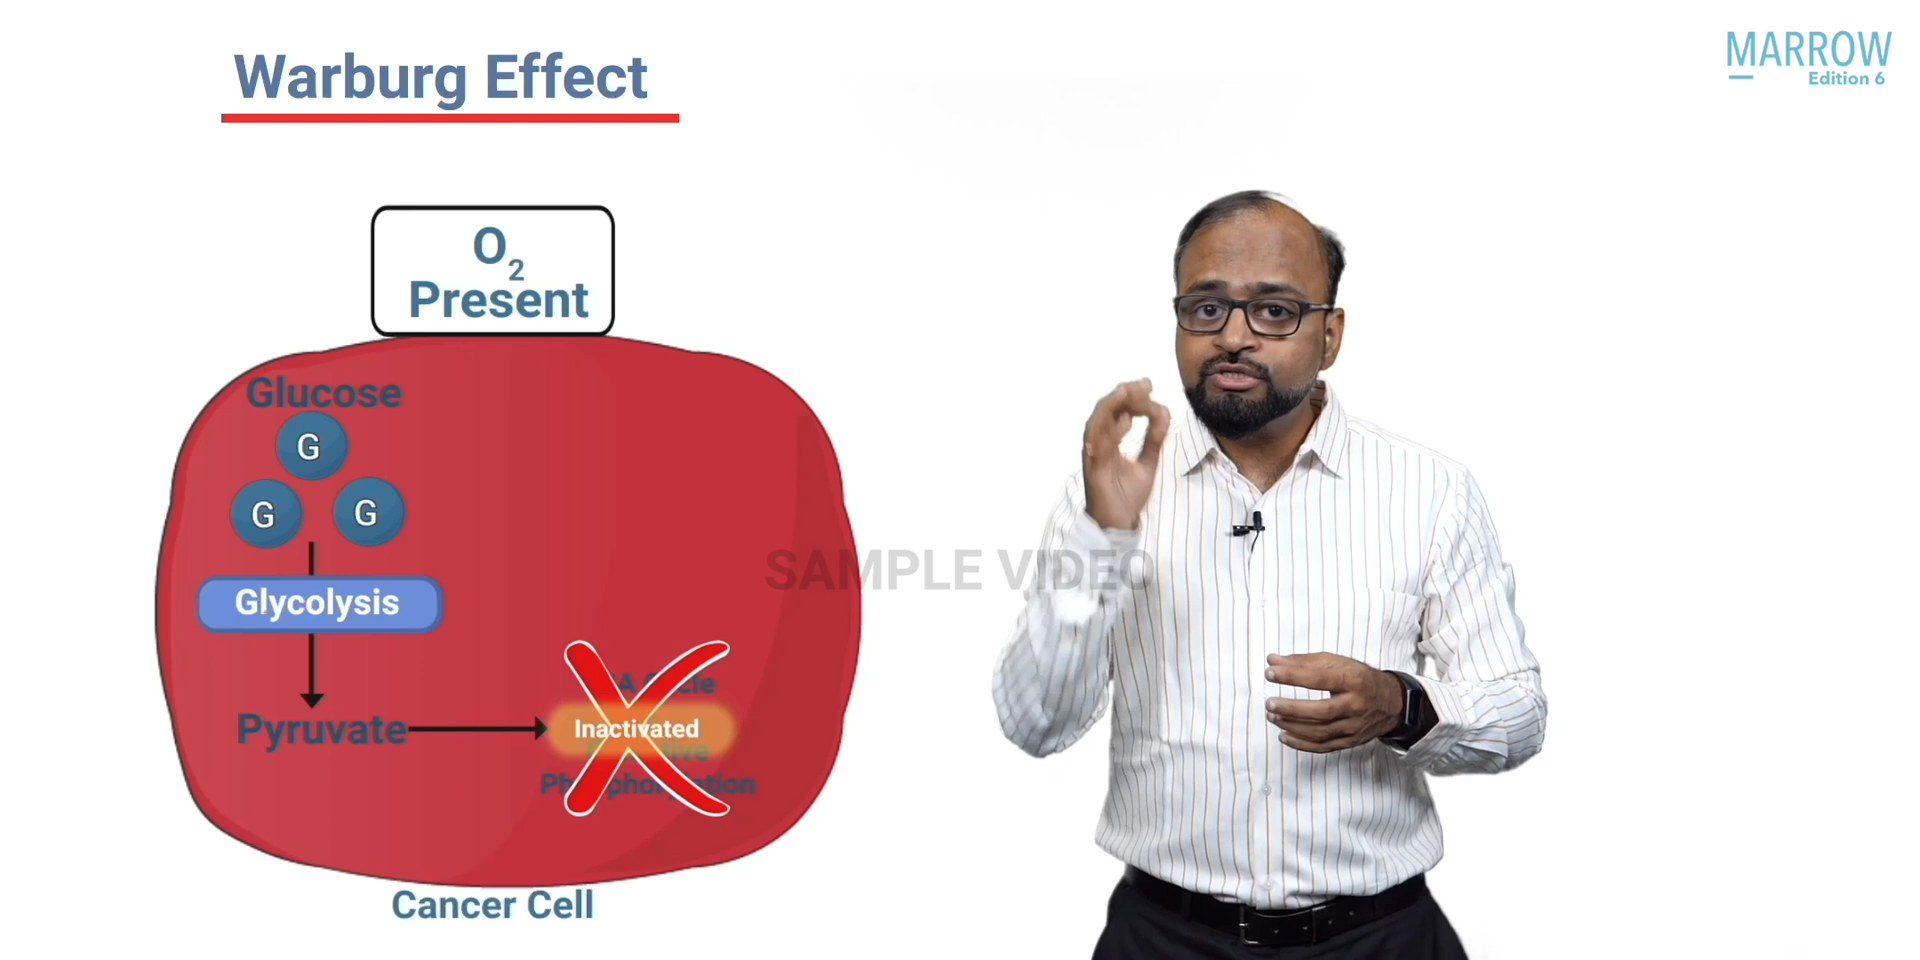 Warburg Effect
MARROW
Edition 6
O2
Present
Glucose
G
G G
Glycolysis
SAMPLE VIDEO
Pyruvate
Inactivated
Cancer Cell